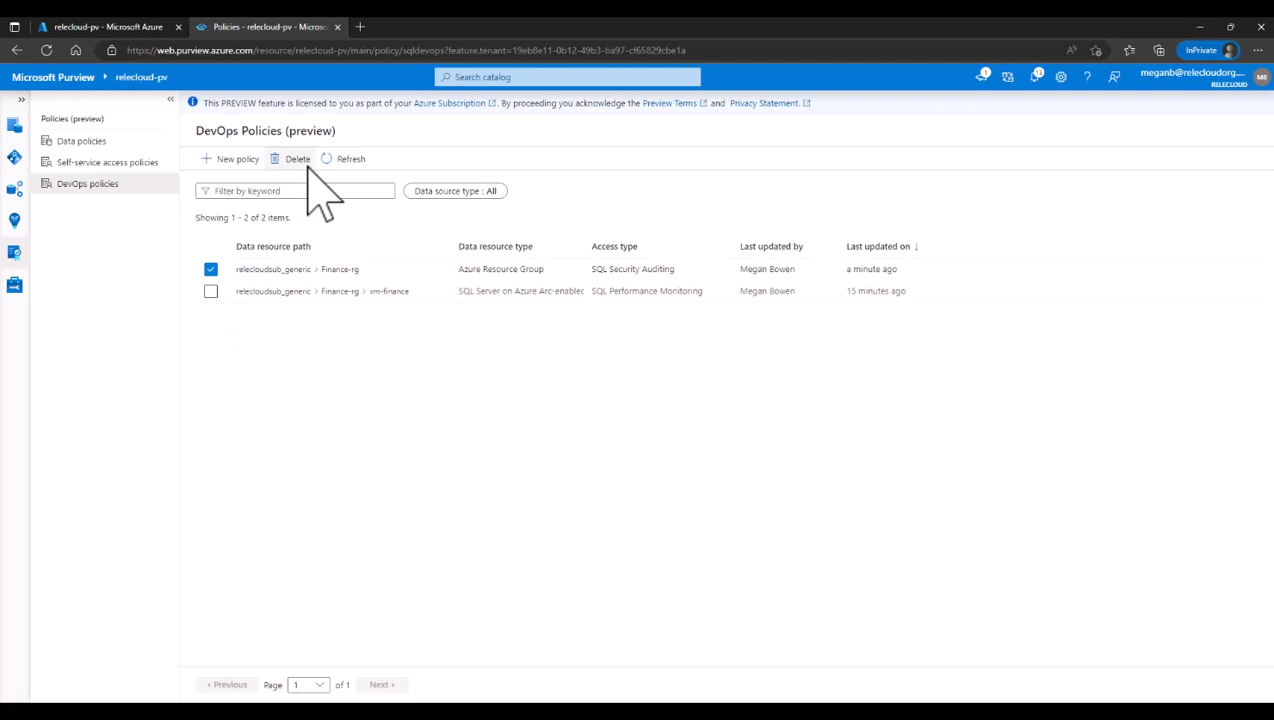 relecloud-pv - Microsoft Azure
Policies - relecloud-pv - Microso
https://web.purview.azure.com/resource/relecloud-pv/main/policy/sqldevops?feature.tenant=19eb8e11-0b12-49b3-ba97-cf65829cbe1a
InPrivate
Microsoft Purview
relecloud-pv
Search catalog
1
13
meganb@relecloudorg....
RELECLOUD
MB
This PREVIEW feature is licensed to you as part of your Azure Subscription. By proceeding you acknowledge the Preview Terms and Privacy Statement.
Policies (preview)
Data policies
Self-service access policies
DevOps policies
DevOps Policies (preview)
New policy Delete Refresh
Filter by keyword
Data source type : All
Showing 1 - 2 of 2 items.
Data resource path Data resource type Access type Last updated by Last updated on ↓
relecloudsub_generic > Finance-rg Azure Resource Group SQL Security Auditing Megan Bowen a minute ago
relecloudsub_generic > Finance-rg > vm-finance SQL Server on Azure Arc-enabled SQL Performance Monitoring Megan Bowen 15 minutes ago
< Previous Page 1 of 1 Next >